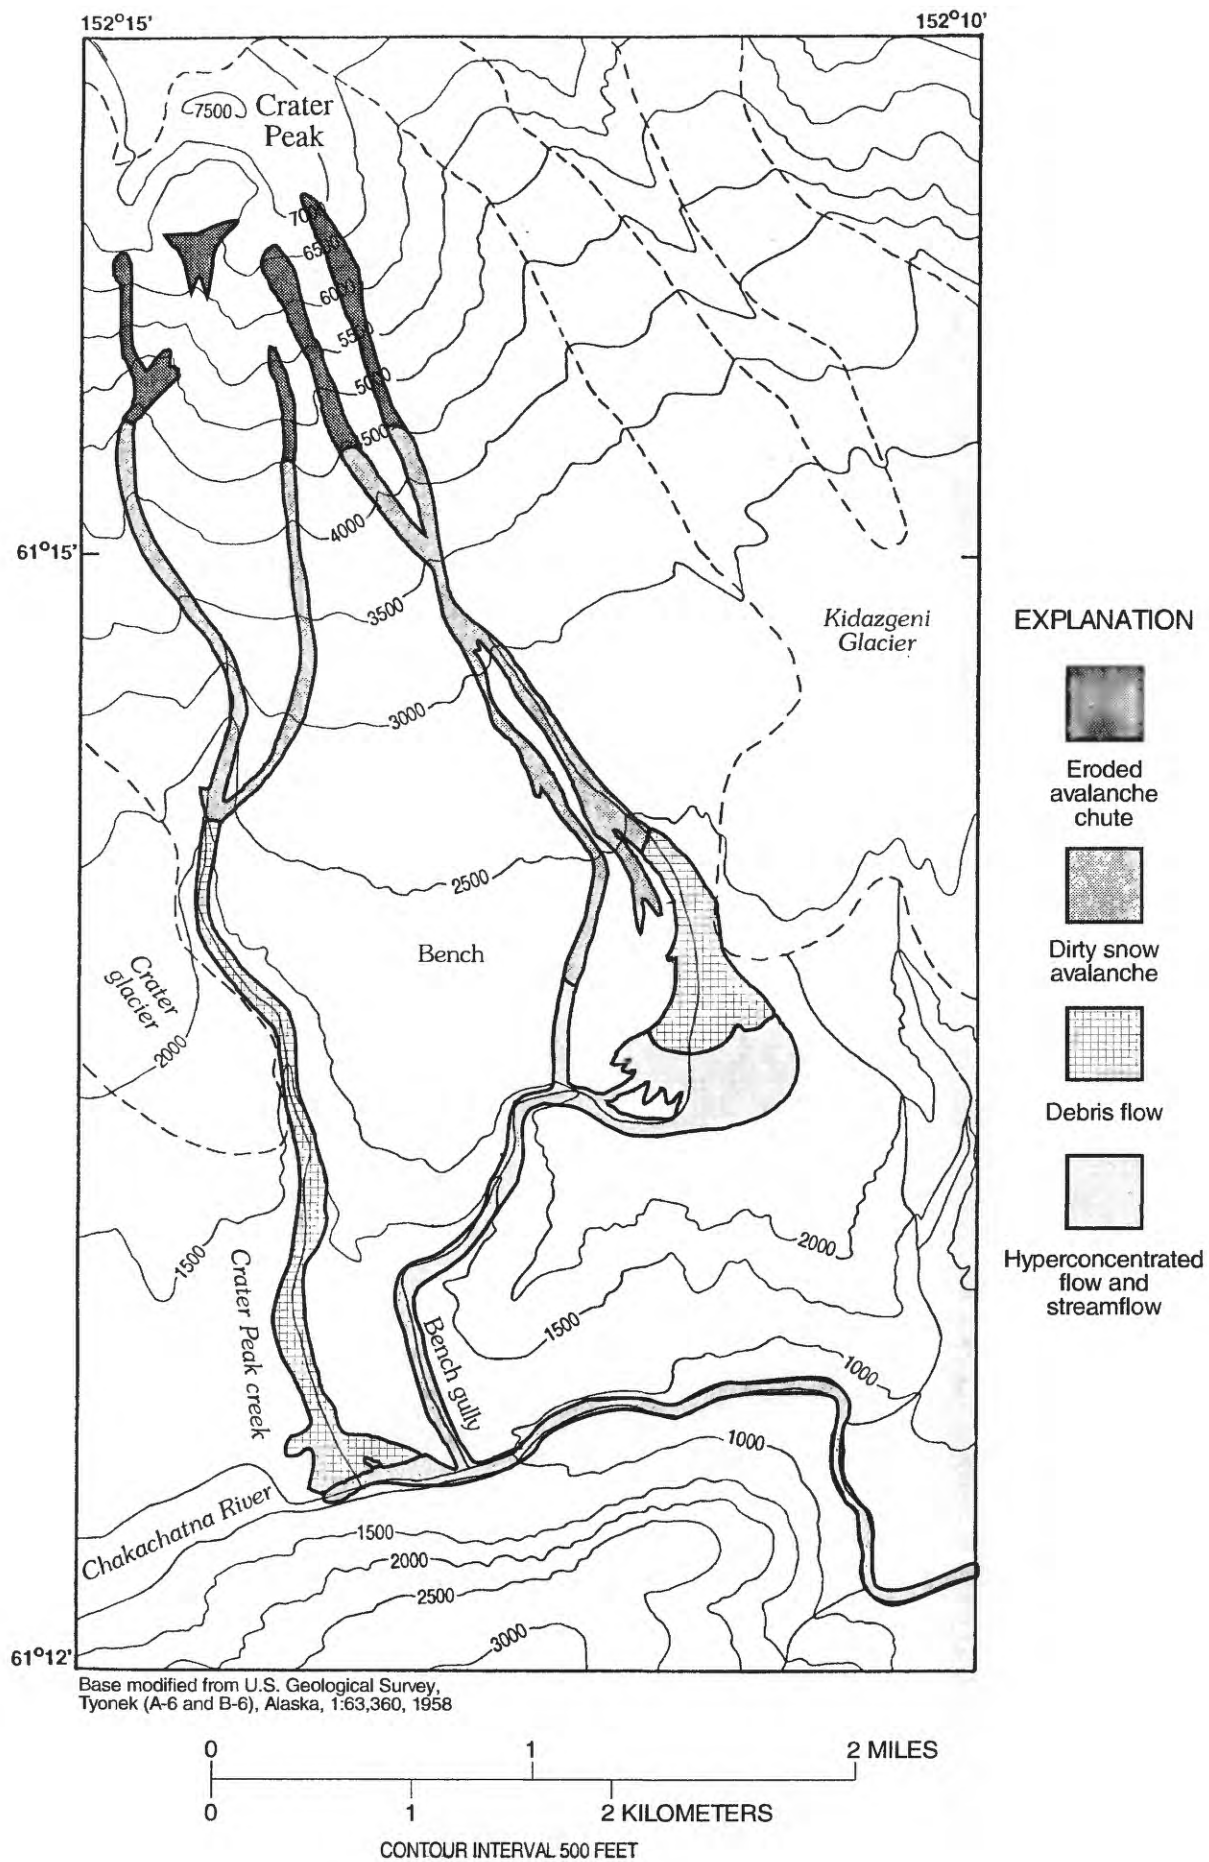 152°15'
152°10'
7500
Crater
Peak
7000
6500
6000
5500
5000
4500
4000
61°15'
3500
Kidazgeni
Glacier
3000
2500
Bench
Crater
glacier
2000
1500
Crater Peak creek
2000
1500
Bench gully
1000
1000
Chakachatna River
1500
2000
2500
3000
61°12'
EXPLANATION
Eroded
avalanche
chute
Dirty snow
avalanche
Debris flow
Hyperconcentrated
flow and
streamflow
Base modified from U.S. Geological Survey,
Tyonek (A-6 and B-6), Alaska, 1:63,360, 1958
0 1 2 MILES
0 1 2 KILOMETERS
CONTOUR INTERVAL 500 FEET